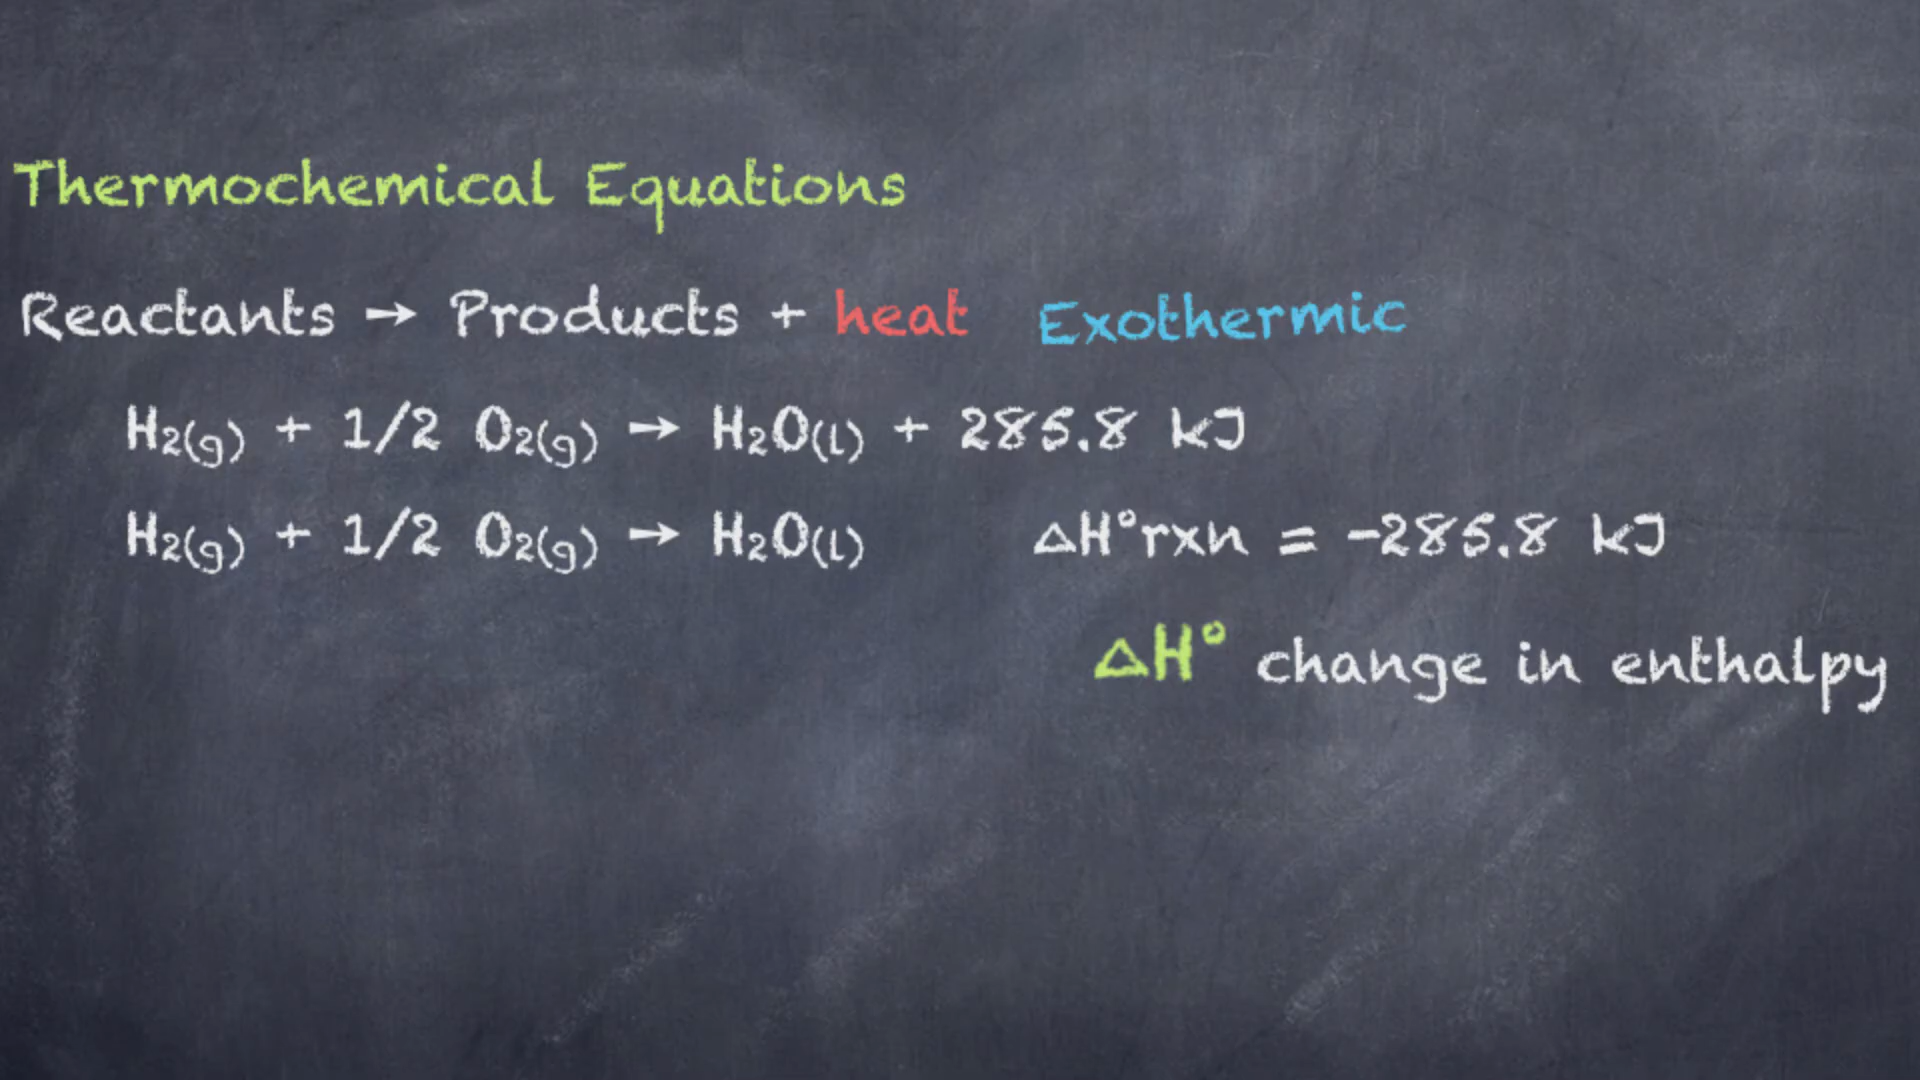 Thermochemical Equations
Reactants → Products + heat Exothermic
H₂(g) + 1/2 O₂(g) → H₂O(l) + 285.8 kJ
H₂(g) + 1/2 O₂(g) → H₂O(l) ΔH°rxn = -285.8 kJ
ΔH° change in enthalpy